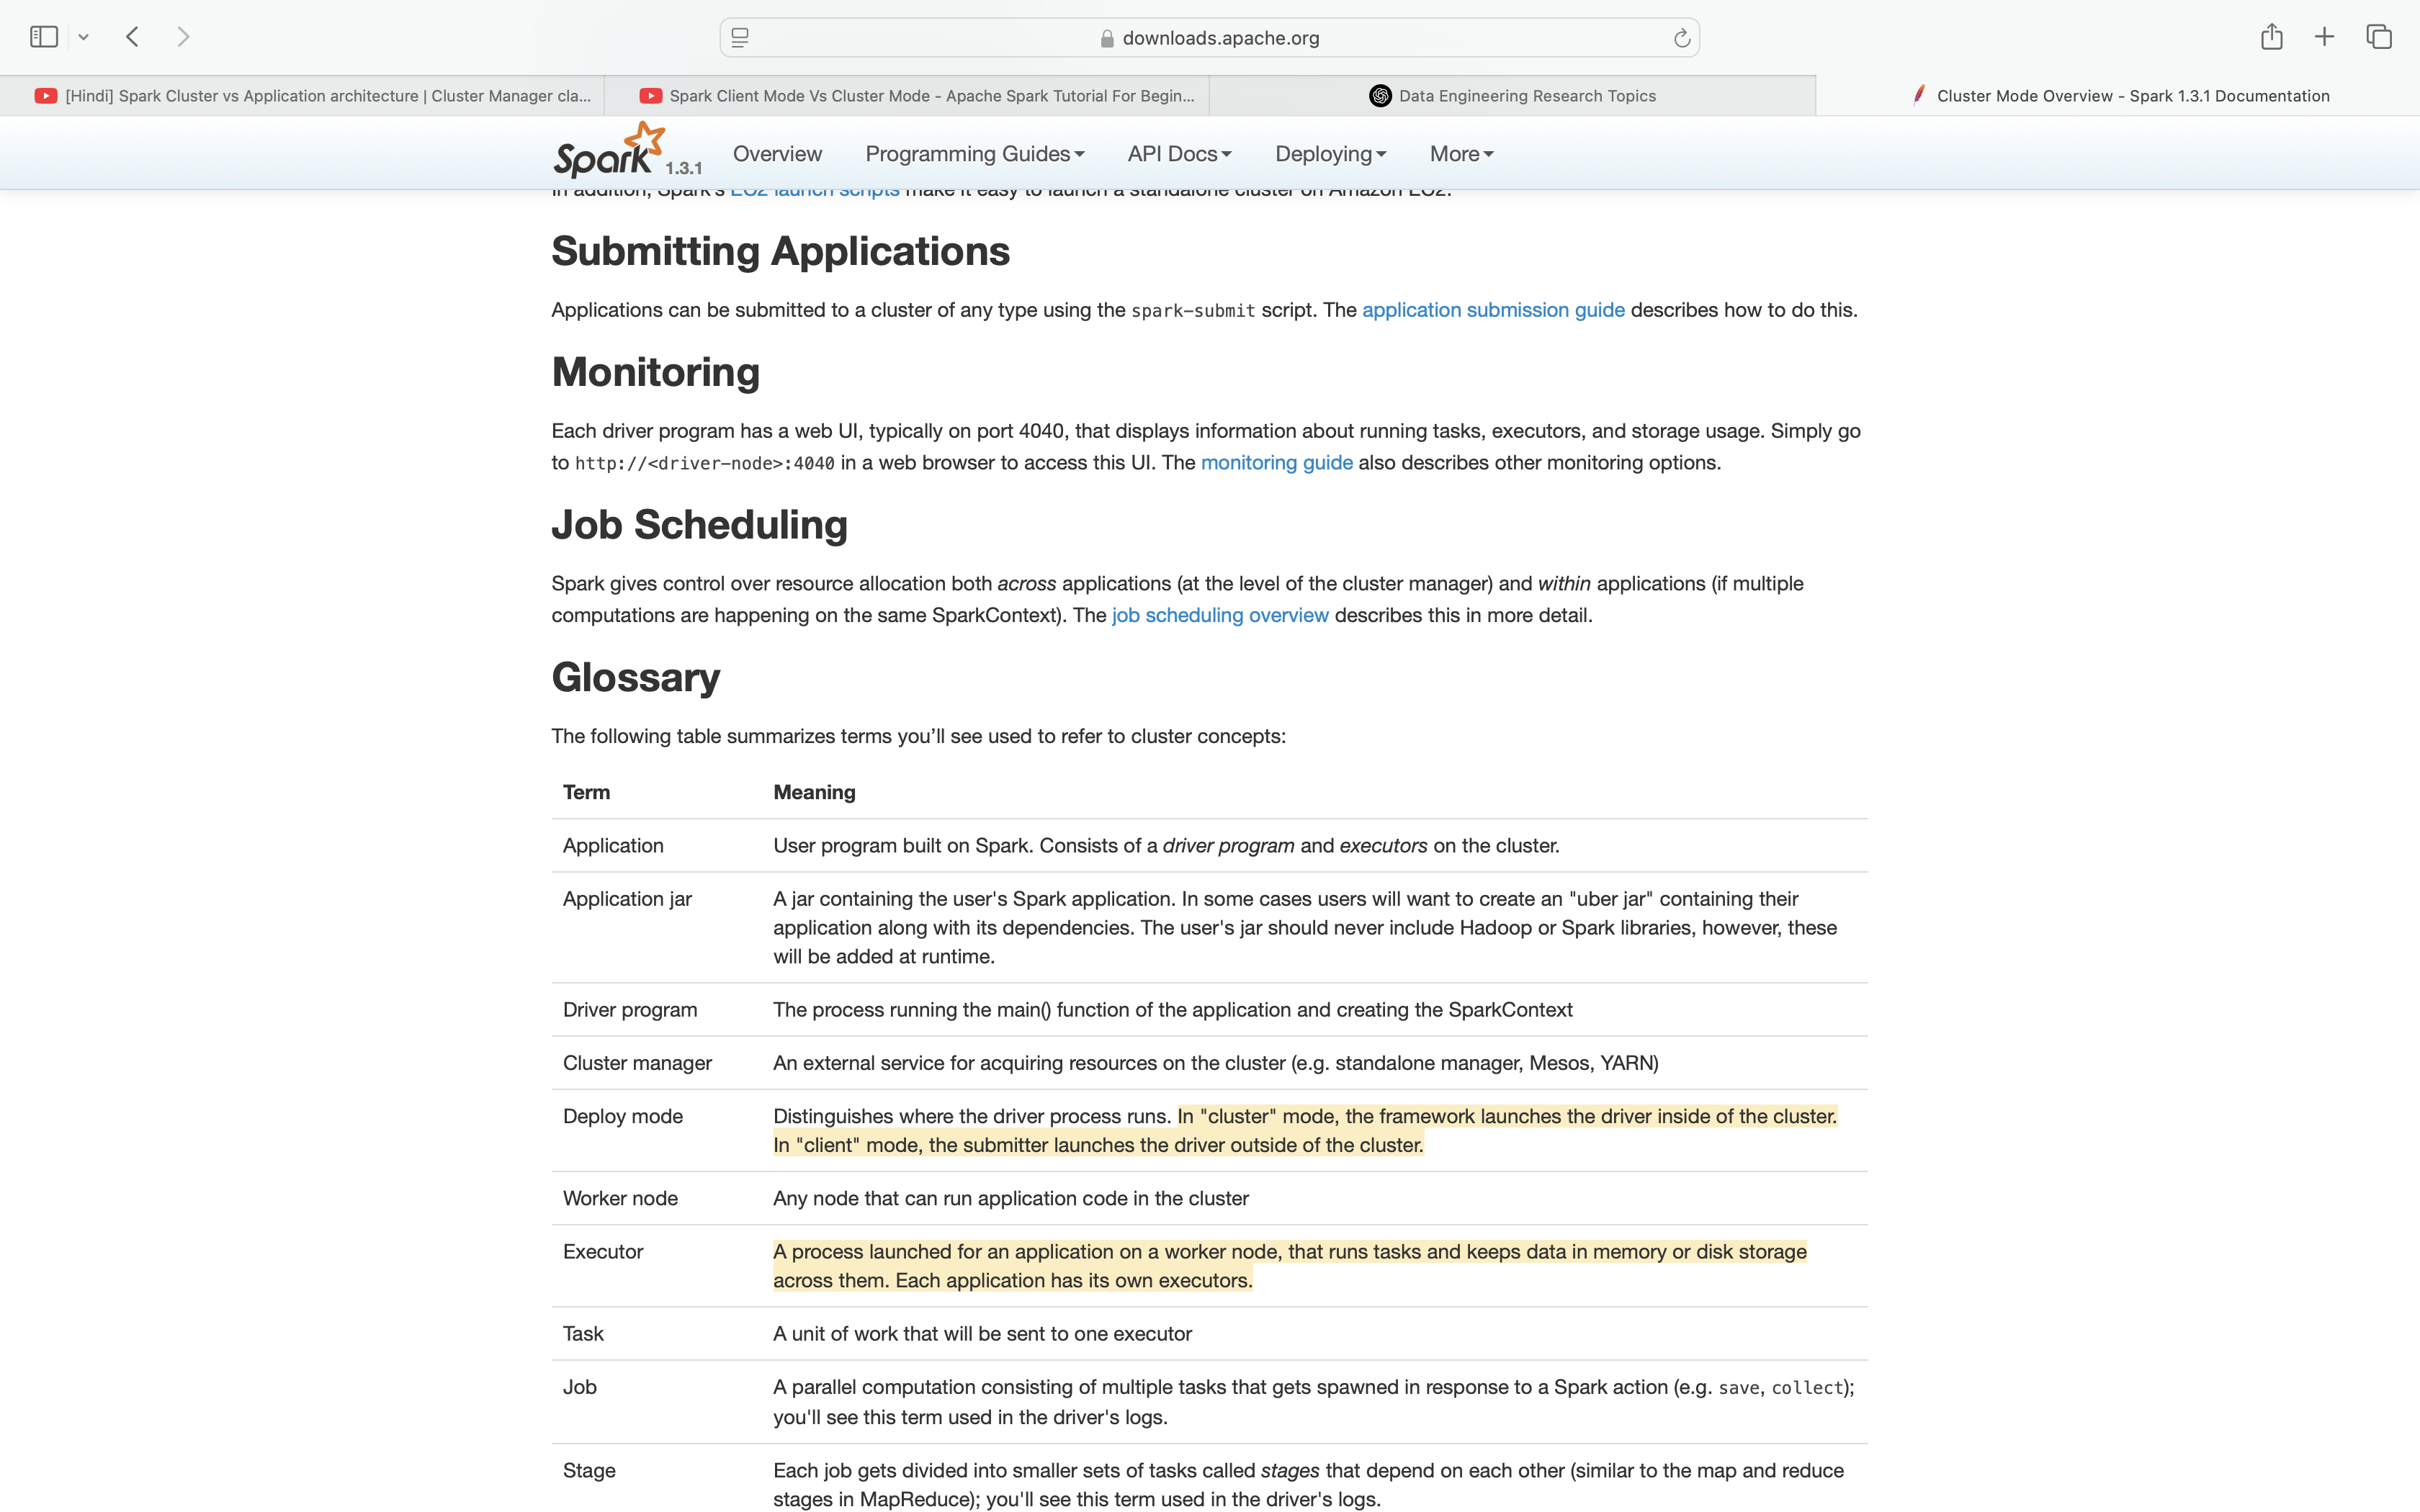 downloads.apache.org
[Hindi] Spark Cluster vs Application architecture | Cluster Manager cla...
Spark Client Mode Vs Cluster Mode - Apache Spark Tutorial For Begin...
Data Engineering Research Topics
Cluster Mode Overview - Spark 1.3.1 Documentation
Spark 1.3.1 Overview Programming Guides API Docs Deploying More
In addition, Spark's EC2 launch scripts make it easy to launch a standalone cluster on Amazon EC2.
Submitting Applications
Applications can be submitted to a cluster of any type using the spark-submit script. The application submission guide describes how to do this.
Monitoring
Each driver program has a web UI, typically on port 4040, that displays information about running tasks, executors, and storage usage. Simply go
to http://<driver-node>:4040 in a web browser to access this UI. The monitoring guide also describes other monitoring options.
Job Scheduling
Spark gives control over resource allocation both across applications (at the level of the cluster manager) and within applications (if multiple
computations are happening on the same SparkContext). The job scheduling overview describes this in more detail.
Glossary
The following table summarizes terms you’ll see used to refer to cluster concepts:
Term Meaning
Application User program built on Spark. Consists of a driver program and executors on the cluster.
Application jar A jar containing the user's Spark application. In some cases users will want to create an "uber jar" containing their
application along with its dependencies. The user's jar should never include Hadoop or Spark libraries, however, these
will be added at runtime.
Driver program The process running the main() function of the application and creating the SparkContext
Cluster manager An external service for acquiring resources on the cluster (e.g. standalone manager, Mesos, YARN)
Deploy mode Distinguishes where the driver process runs. In "cluster" mode, the framework launches the driver inside of the cluster.
In "client" mode, the submitter launches the driver outside of the cluster.
Worker node Any node that can run application code in the cluster
Executor A process launched for an application on a worker node, that runs tasks and keeps data in memory or disk storage
across them. Each application has its own executors.
Task A unit of work that will be sent to one executor
Job A parallel computation consisting of multiple tasks that gets spawned in response to a Spark action (e.g. save, collect);
you'll see this term used in the driver's logs.
Stage Each job gets divided into smaller sets of tasks called stages that depend on each other (similar to the map and reduce
stages in MapReduce); you'll see this term used in the driver's logs.